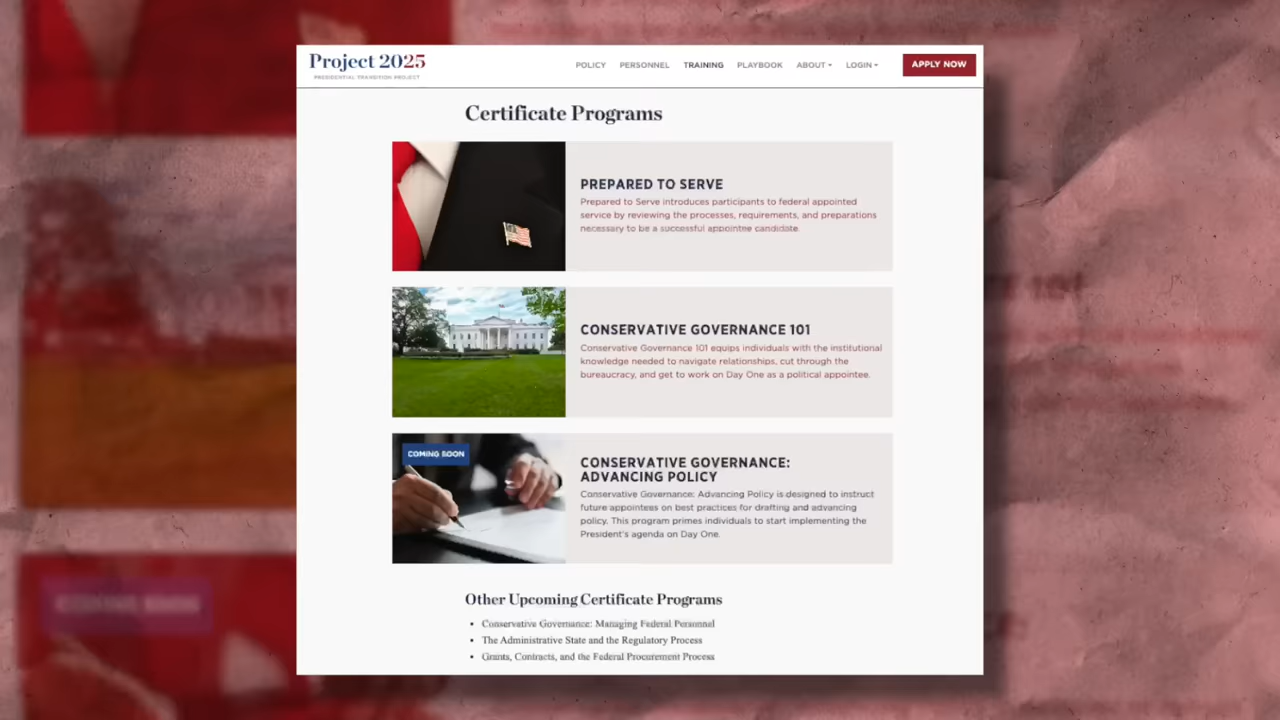 Project 2025
PRESIDENTIAL TRANSITION PROJECT
POLICY PERSONNEL TRAINING PLAYBOOK ABOUT LOGIN APPLY NOW
Certificate Programs
PREPARED TO SERVE
Prepared to Serve introduces participants to federal appointed
service by reviewing the processes, requirements, and preparations
necessary to be a successful appointee candidate.
CONSERVATIVE GOVERNANCE 101
Conservative Governance 101 equips individuals with the institutional
knowledge needed to navigate relationships, cut through the
bureaucracy, and get to work on Day One as a political appointee.
COMING SOON
CONSERVATIVE GOVERNANCE:
ADVANCING POLICY
Conservative Governance: Advancing Policy is designed to instruct
future appointees on best practices for drafting and advancing
policy. This program primes individuals to start implementing the
President's agenda on Day One.
Other Upcoming Certificate Programs
• Conservative Governance: Managing Federal Personnel
• The Administrative State and the Regulatory Process
• Grants, Contracts, and the Federal Procurement Process